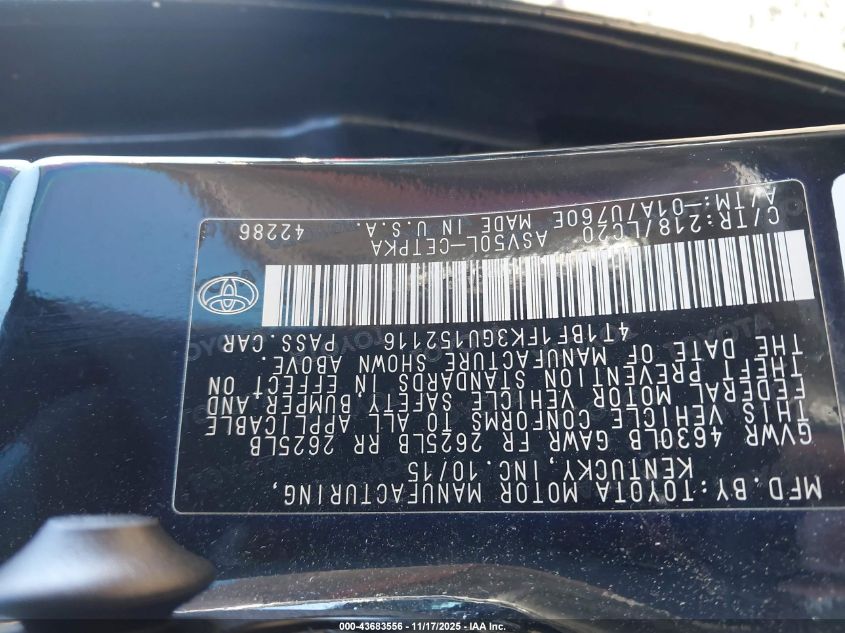 MFD. BY: TOYOTA MOTOR MANUFACTURING,
KENTUCKY, INC. 10/15
GVWR 4630LB GAWR FR 2625LB RR 2625LB
THIS VEHICLE CONFORMS TO ALL APPLICABLE
FEDERAL MOTOR VEHICLE SAFETY, BUMPER AND
THEFT PREVENTION STANDARDS IN EFFECT ON
THE DATE OF MANUFACTURE SHOWN ABOVE.
4T1BF1FK3GU152116 PASS. CAR
C/TR: 218/LC20 ASV50L-CETPKA
A/TM: -01A/U760E MADE IN U.S.A. 42286
000-43683556 - 11/17/2025 - © IAA Inc.